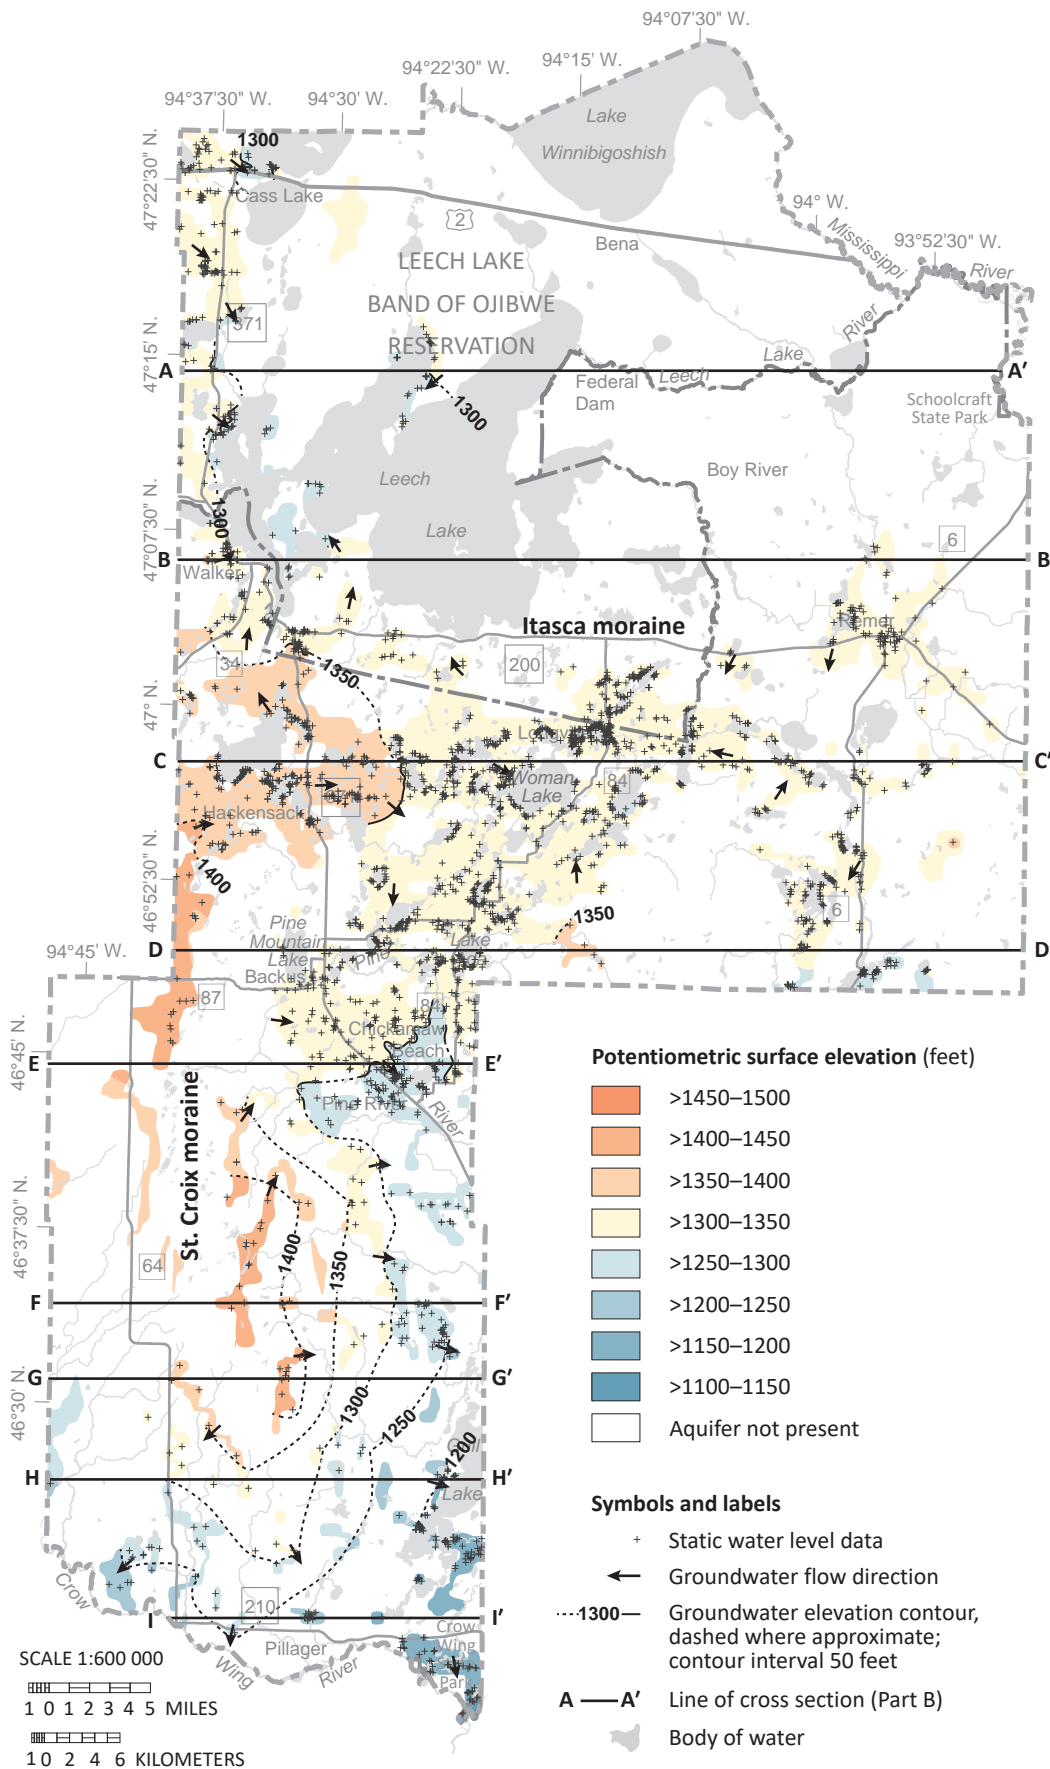 94°07'30" W.
94°15' W.
94°22'30" W.
94°37'30" W.
94°30' W.
Lake
Winnibigoshish
1300
47°22'30" N.
Cass Lake
94° W.
2
Bena
Mississippi
93°52'30" W.
River
LEECH LAKE
BAND OF OJIBWE
RESERVATION
371
47°15' N.
River
Lake
Leech
A
A'
Federal
Dam
1300
Schoolcraft
State Park
Leech
Lake
Boy River
1300
6
47°07'30" N.
B
B
Walker
Itasca moraine
Remer
34
200
1350
47° N.
C
C'
Woman
Lake
84
Hackensack
1400
46°52'30" N.
6
1350
Pine
Mountain
Lake
Lake
94°45' W.
D
D
Pine
Backus
87
84
Chickamaw
Beach
46°45' N.
E
E'
Pine River
River
St. Croix moraine
46°37'30" N.
1400
1350
64
F
F'
G
G'
46°30' N.
1300
1250
1200
Gull
Lake
H
H'
Crow
210
I
I'
Pillager
Crow
Wing
Park
Wing
River
Potentiometric surface elevation (feet)
>1450–1500
>1400–1450
>1350–1400
>1300–1350
>1250–1300
>1200–1250
>1150–1200
>1100–1150
Aquifer not present
Symbols and labels
Static water level data
Groundwater flow direction
1300
Groundwater elevation contour,
dashed where approximate;
contour interval 50 feet
A A' Line of cross section (Part B)
Body of water
SCALE 1:600 000
1 0 1 2 3 4 5 MILES
1 0 2 4 6 KILOMETERS